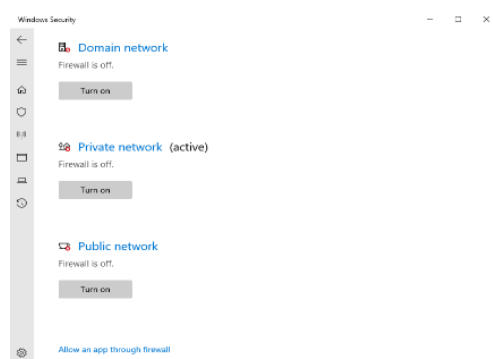 Windows Security
Domain network
Firewall is off.
Turn on
Private network (active)
Firewall is off.
Turn on
Public network
Firewall is off.
Turn on
Allow an app through firewall